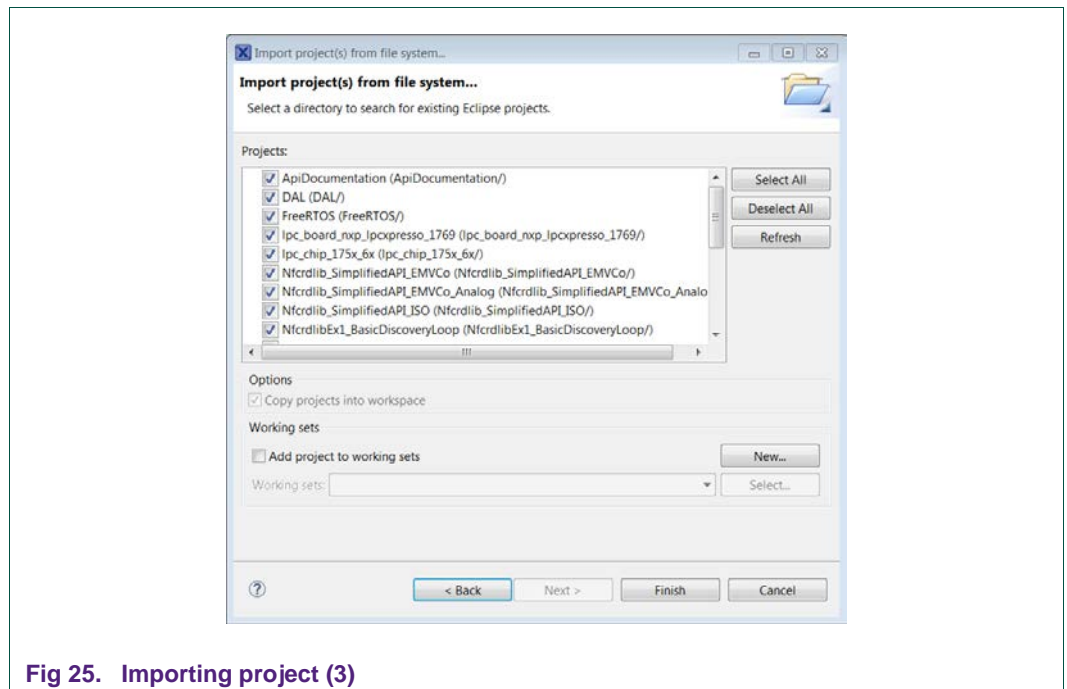 Import project(s) from file system...
Import project(s) from file system...
Select a directory to search for existing Eclipse projects.
Projects:
ApiDocumentation (ApiDocumentation/)
Select All
DAL (DAL/)
Deselect All
FreeRTOS (FreeRTOS/)
lpc_board_nxp_lpcxpresso_1769 (lpc_board_nxp_lpcxpresso_1769/)
Refresh
lpc_chip_175x_6x (lpc_chip_175x_6x/)
Nfcrdlib_SimplifiedAPI_EMVCo (Nfcrdlib_SimplifiedAPI_EMVCo/)
Nfcrdlib_SimplifiedAPI_EMVCo_Analog (Nfcrdlib_SimplifiedAPI_EMVCo_Analo
Nfcrdlib_SimplifiedAPI_ISO (Nfcrdlib_SimplifiedAPI_ISO/)
NfcrdlibEx1_BasicDiscoveryLoop (NfcrdlibEx1_BasicDiscoveryLoop/)
Options
Copy projects into workspace
Working sets
Add project to working sets
New...
Working sets:
Select...
< Back
Next >
Finish
Cancel
Fig 25. Importing project (3)